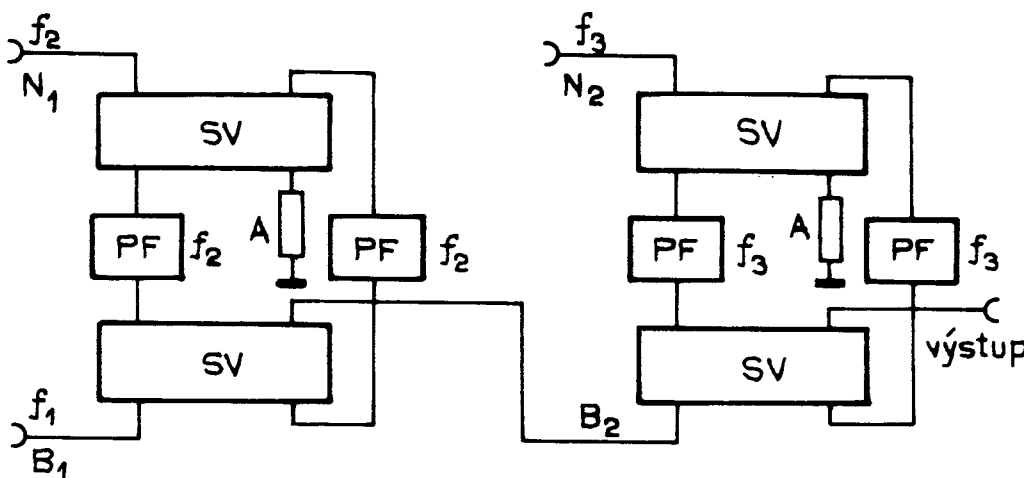 f₂
N₁
SV
PF
f₂
A
PF
f₂
SV
f₁
B₁
f₃
N₂
SV
PF
f₃
A
PF
f₃
SV
B₂
výstup